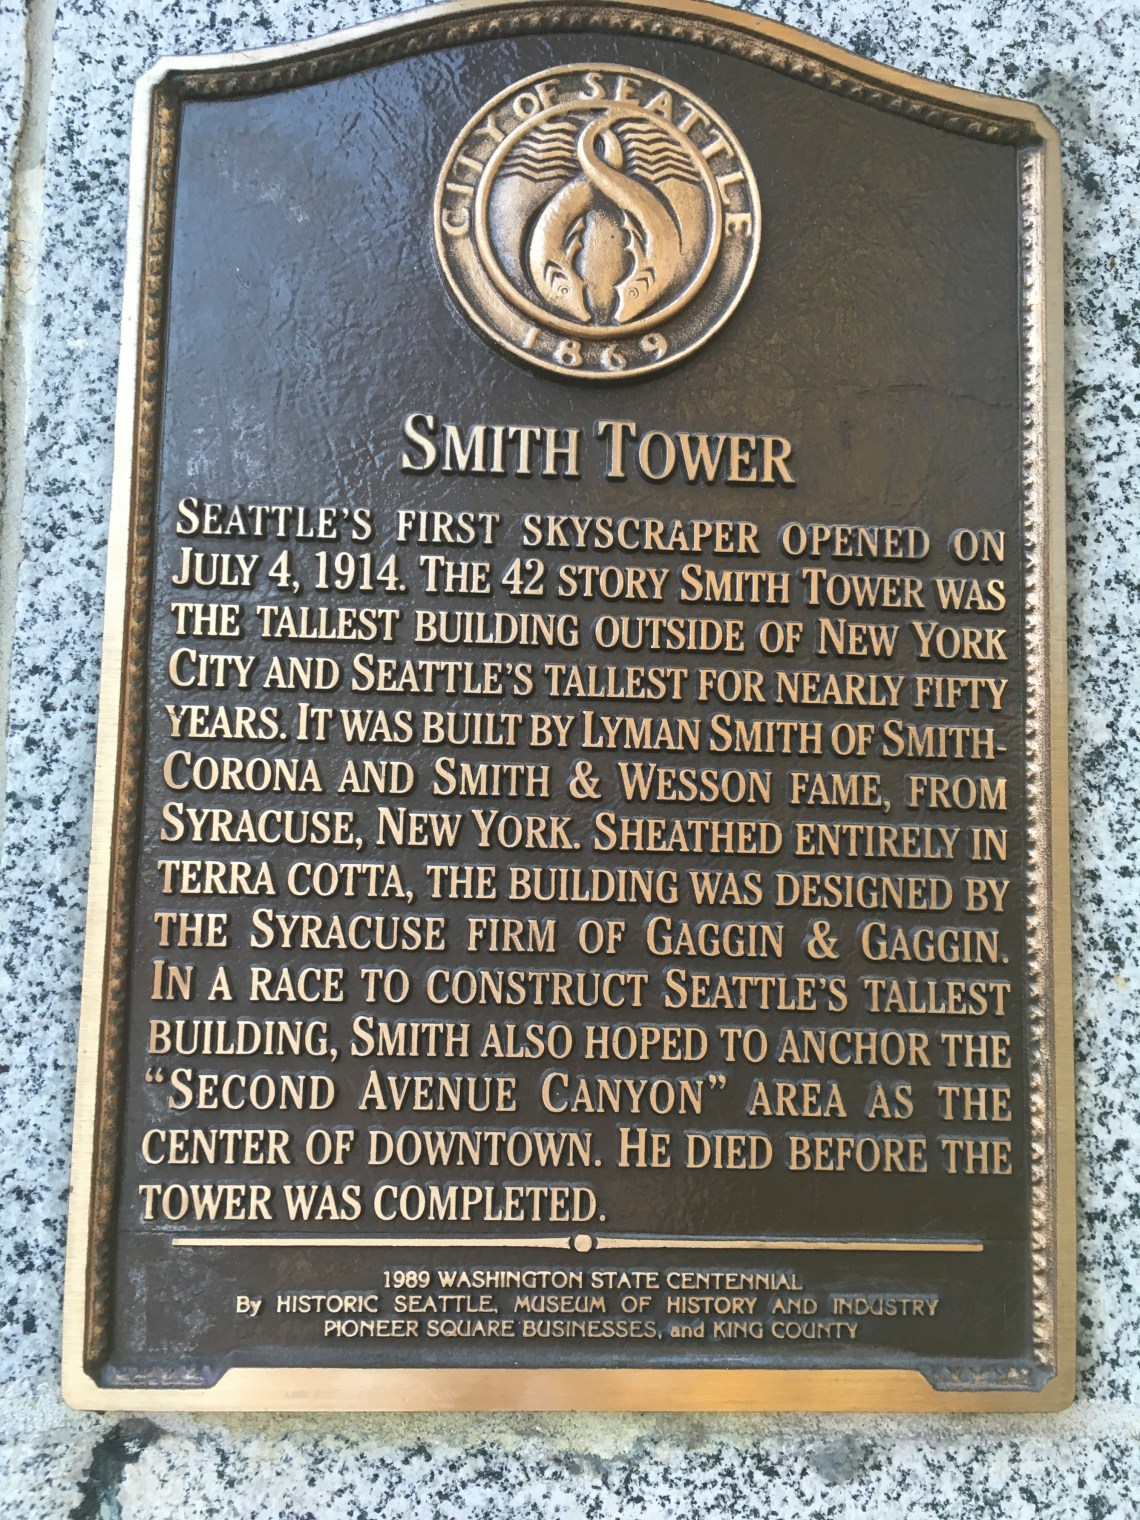 CITY OF SEATTLE
1869
SMITH TOWER
SEATTLE'S FIRST SKYSCRAPER OPENED ON
JULY 4, 1914. THE 42 STORY SMITH TOWER WAS
THE TALLEST BUILDING OUTSIDE OF NEW YORK
CITY AND SEATTLE'S TALLEST FOR NEARLY FIFTY
YEARS. IT WAS BUILT BY LYMAN SMITH OF SMITH-
CORONA AND SMITH & WESSON FAME, FROM
SYRACUSE, NEW YORK. SHEATHED ENTIRELY IN
TERRA COTTA, THE BUILDING WAS DESIGNED BY
THE SYRACUSE FIRM OF GAGGIN & GAGGIN.
IN A RACE TO CONSTRUCT SEATTLE'S TALLEST
BUILDING, SMITH ALSO HOPED TO ANCHOR THE
"SECOND AVENUE CANYON" AREA AS THE
CENTER OF DOWNTOWN. HE DIED BEFORE THE
TOWER WAS COMPLETED.
1989 WASHINGTON STATE CENTENNIAL
By HISTORIC SEATTLE, MUSEUM OF HISTORY AND INDUSTRY
PIONEER SQUARE BUSINESSES, and KING COUNTY